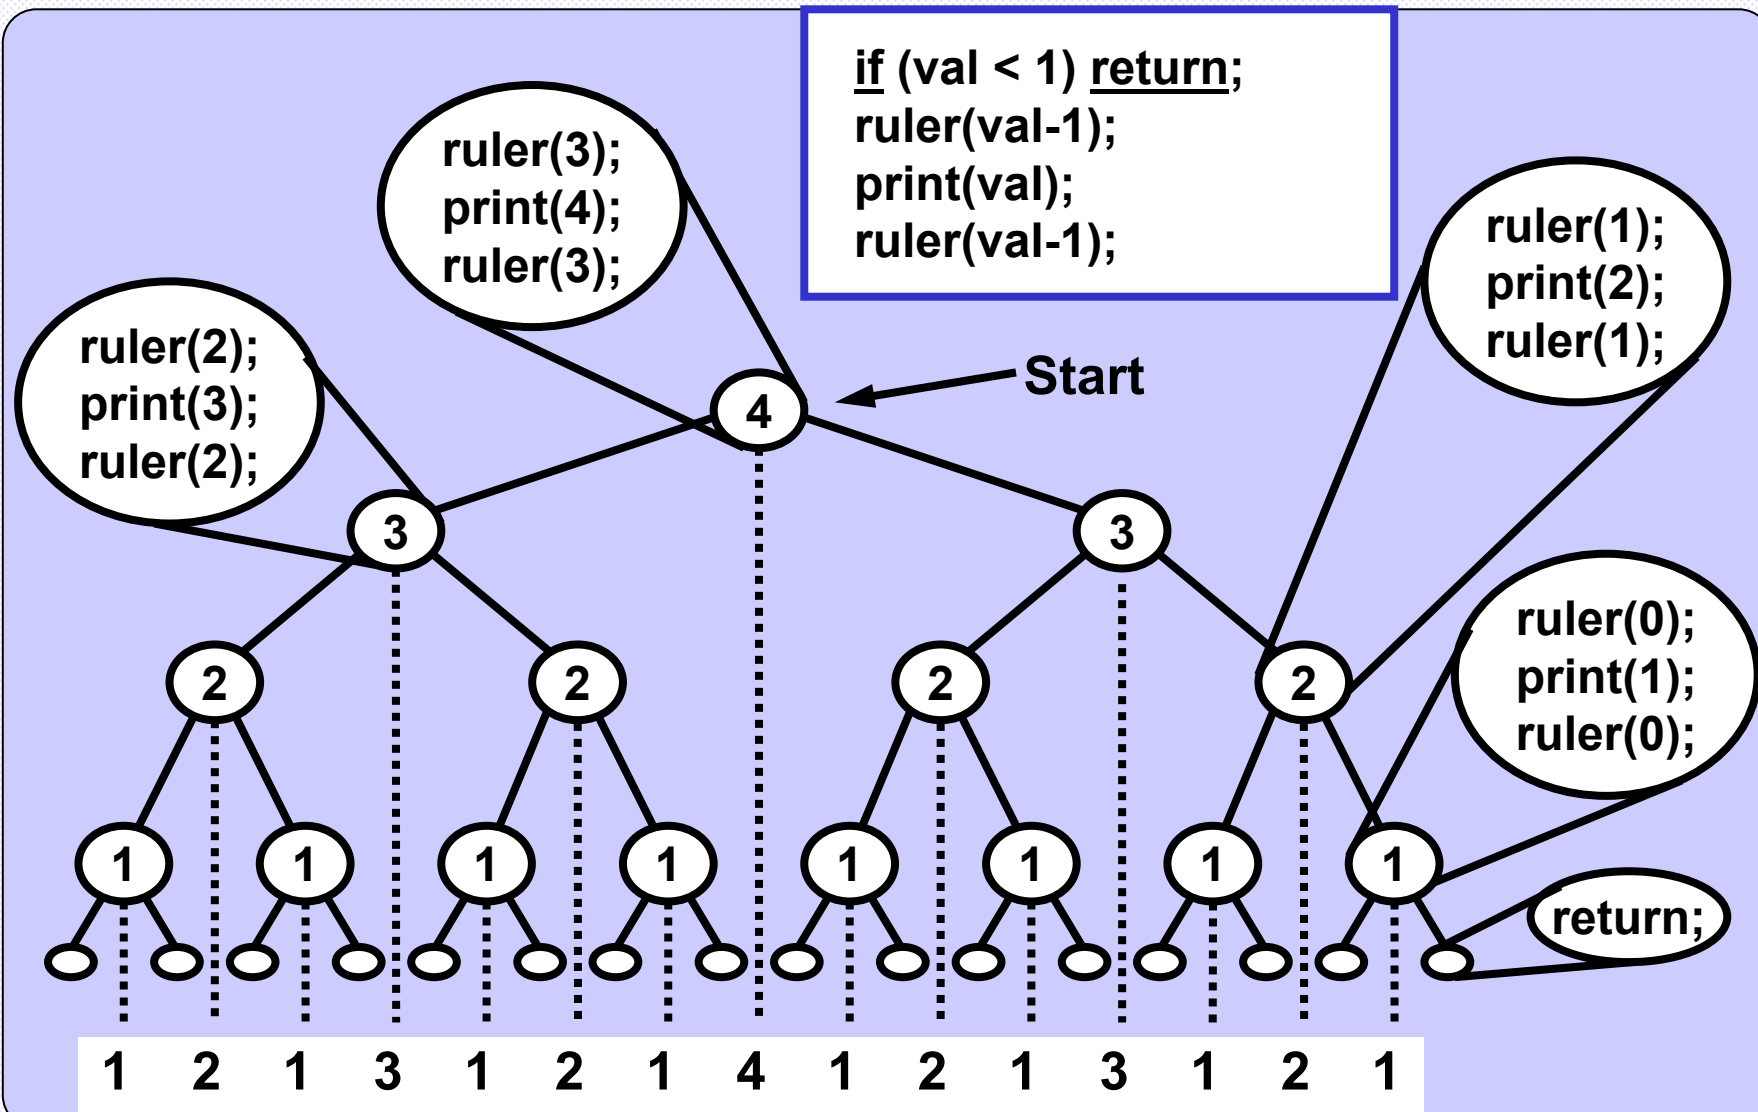 if (val < 1) return;
ruler(val-1);
print(val);
ruler(val-1);
ruler(3);
print(4);
ruler(3);
ruler(1);
print(2);
ruler(1);
ruler(2);
print(3);
ruler(2);
Start
4
3 3
2 2 2 2
ruler(0);
print(1);
ruler(0);
1 1 1 1 1 1 1 1
return;
1 2 1 3 1 2 1 4 1 2 1 3 1 2 1